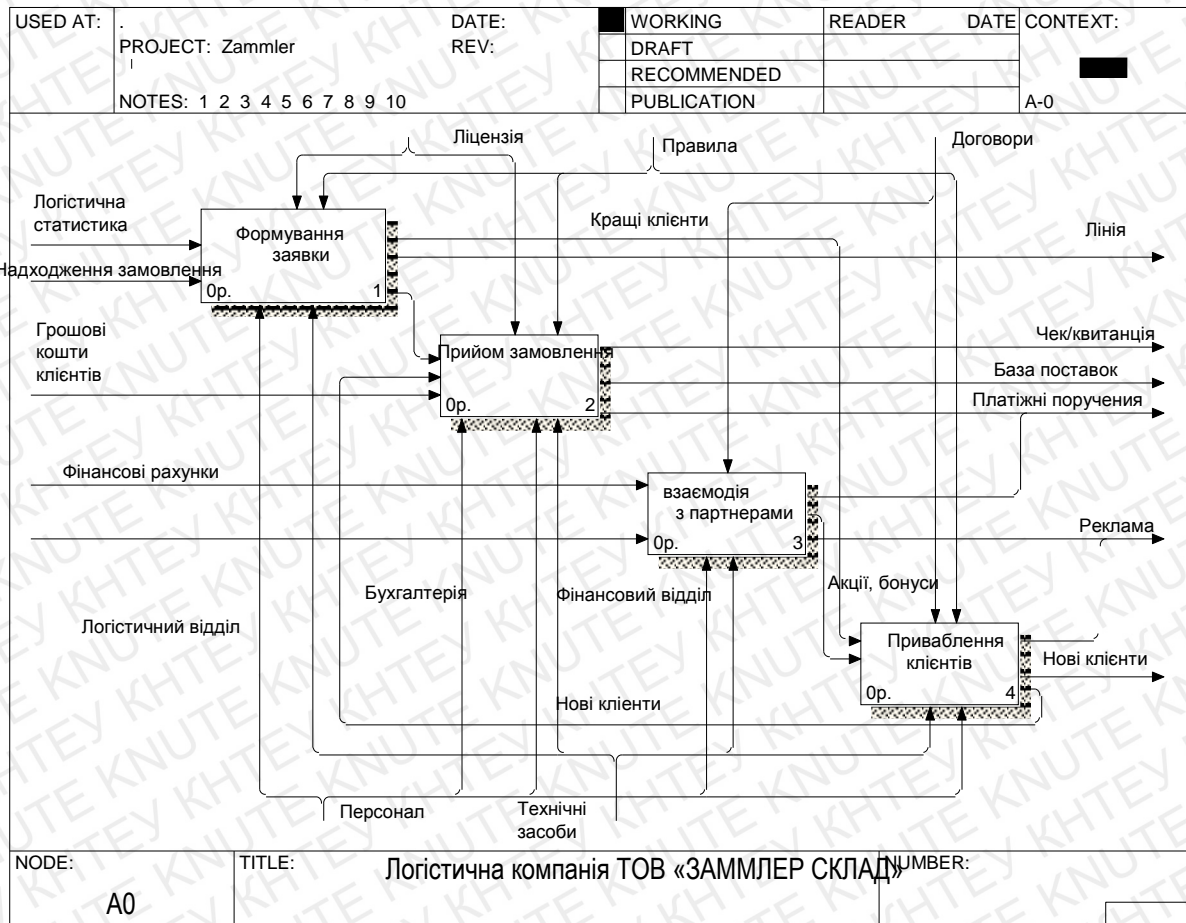 USED AT:
.
DATE:
WORKING
READER
DATE
CONTEXT:
PROJECT: Zammler
REV:
DRAFT
RECOMMENDED
NOTES: 1 2 3 4 5 6 7 8 9 10
PUBLICATION
A-0
Ліцензія
Правила
Договори
Логістична
статистика
Кращі клієнти
Лінія
Формування
заявки
Надходження замовлення
0р.
1
Грошові
кошти
клієнтів
Чек/квитанція
Прийом замовлення
База поставок
Платіжні поручення
0р.
2
Фінансові рахунки
взаємодія
з партнерами
Реклама
0р.
3
Акції, бонуси
Бухгалтерія
Фінансовий відділ
Логістичний відділ
Приваблення
клієнтів
Нові клієнти
0р.
4
Нові кліенти
Персонал
Технічні
засоби
NODE:
TITLE:
Логістична компанія ТОВ «ЗАММЛЕР СКЛАД»
NUMBER:
A0
КНТЕУ KNUTE